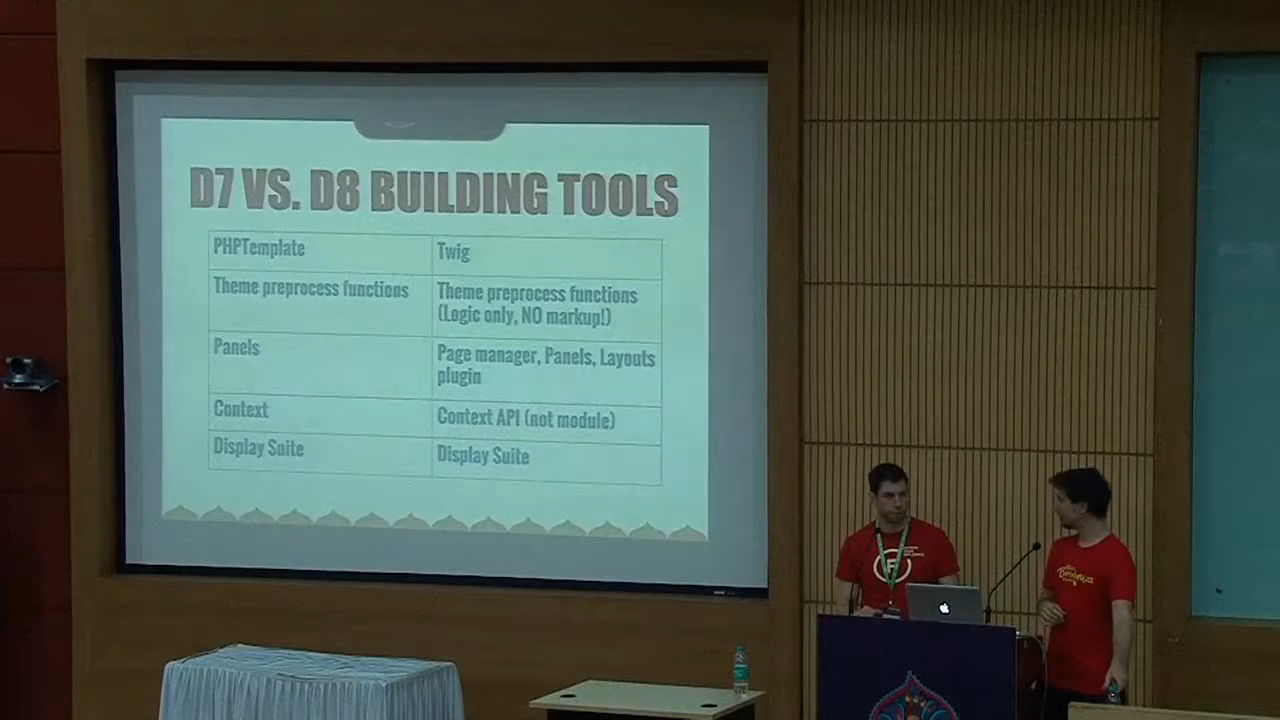 D7 VS. D8 BUILDING TOOLS
PHPTemplate
Twig
Theme preprocess functions
Theme preprocess functions
(Logic only, NO markup!)
Panels
Page manager, Panels, Layouts
plugin
Context
Context API (not module)
Display Suite
Display Suite